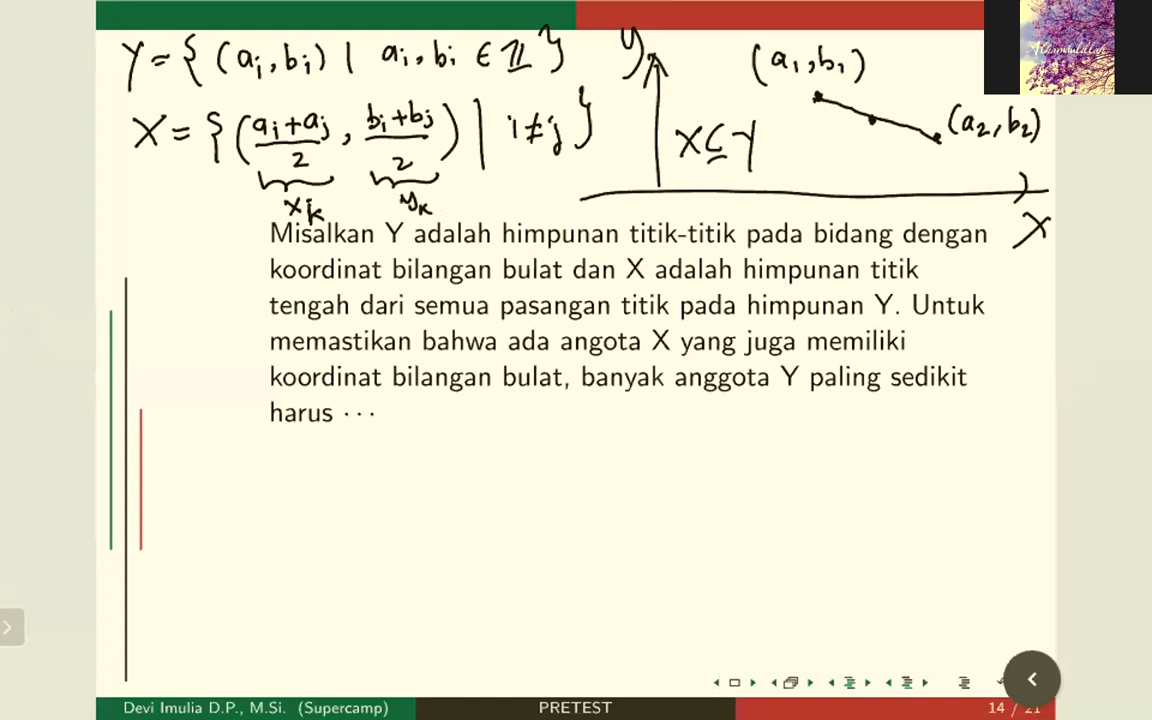 Y = { (ai, bi) | ai, bi ∈ ℤ }
X = { ( (ai + aj)/2 , (bi + bj)/2 ) | i ≠ j }
xk yk
y
(a1, b1)
(a2, b2)
X ⊆ Y
X
Alhamdulillah
Misalkan Y adalah himpunan titik-titik pada bidang dengan
koordinat bilangan bulat dan X adalah himpunan titik
tengah dari semua pasangan titik pada himpunan Y. Untuk
memastikan bahwa ada angota X yang juga memiliki
koordinat bilangan bulat, banyak anggota Y paling sedikit
harus · · ·
Devi Imulia D.P., M.Si. (Supercamp) PRETEST 14 / 21